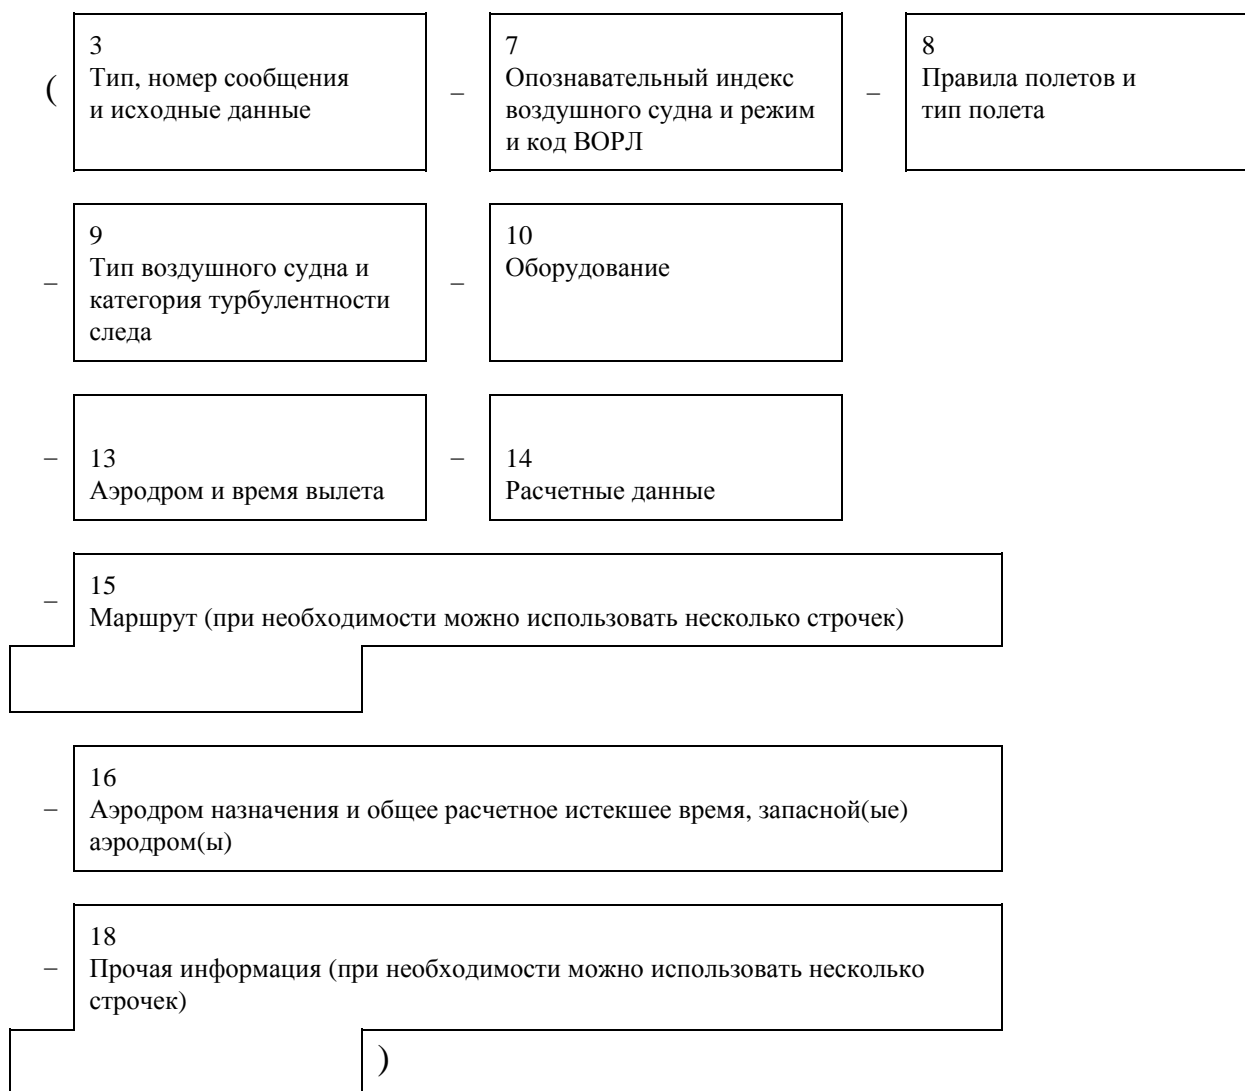 (
3
Тип, номер сообщения
и исходные данные
–
7
Опознавательный индекс
воздушного судна и режим
и код ВОРЛ
–
8
Правила полетов и
тип полета
–
9
Тип воздушного судна и
категория турбулентности
следа
–
10
Оборудование
–
13
Аэродром и время вылета
–
14
Расчетные данные
–
15
Маршрут (при необходимости можно использовать несколько строчек)
–
16
Аэродром назначения и общее расчетное истекшее время, запасной(ые)
аэродром(ы)
–
18
Прочая информация (при необходимости можно использовать несколько
строчек)
)